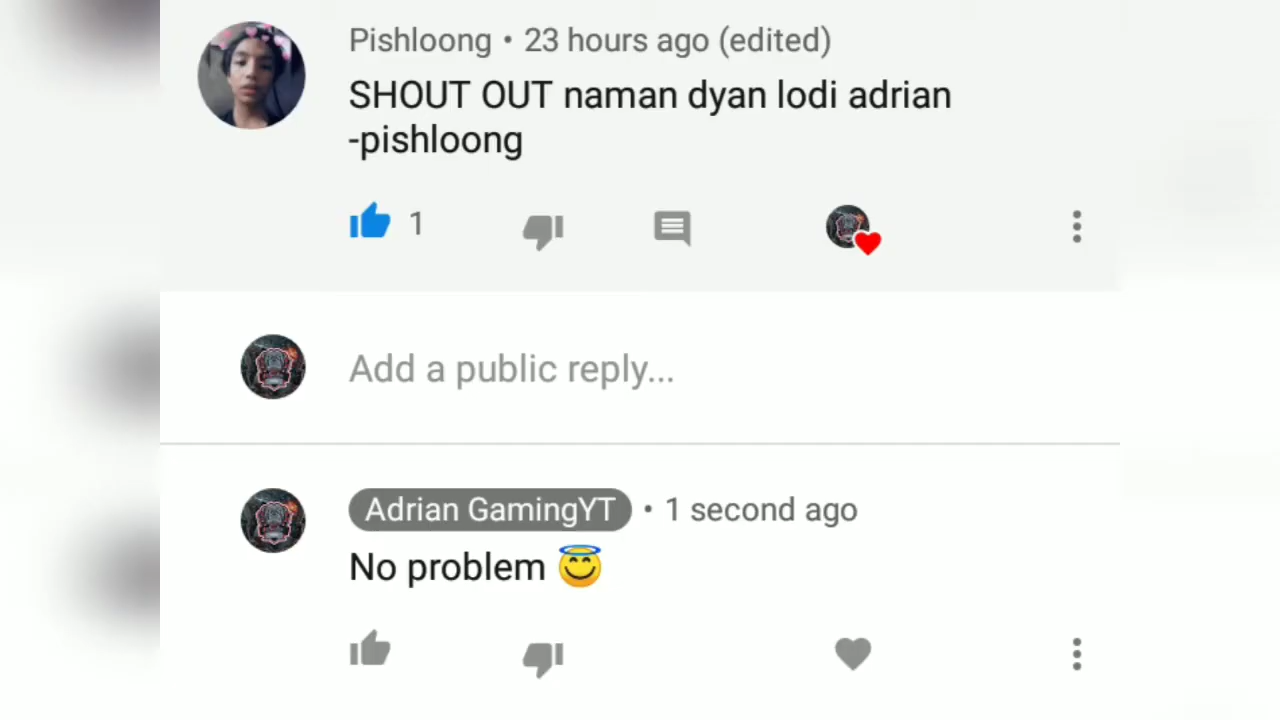 Pishloong • 23 hours ago (edited)
SHOUT OUT naman dyan lodi adrian
-pishloong
1
Add a public reply...
Adrian GamingYT • 1 second ago
No problem 😇